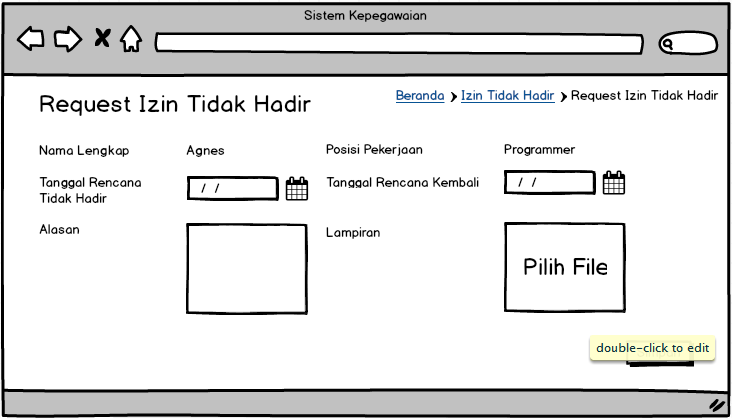 Sistem Kepegawaian
Request Izin Tidak Hadir
Beranda > Izin Tidak Hadir > Request Izin Tidak Hadir
Nama Lengkap Agnes Posisi Pekerjaan Programmer
Tanggal Rencana Tidak Hadir / / Tanggal Rencana Kembali / /
Alasan Lampiran
Pilih File
double-click to edit